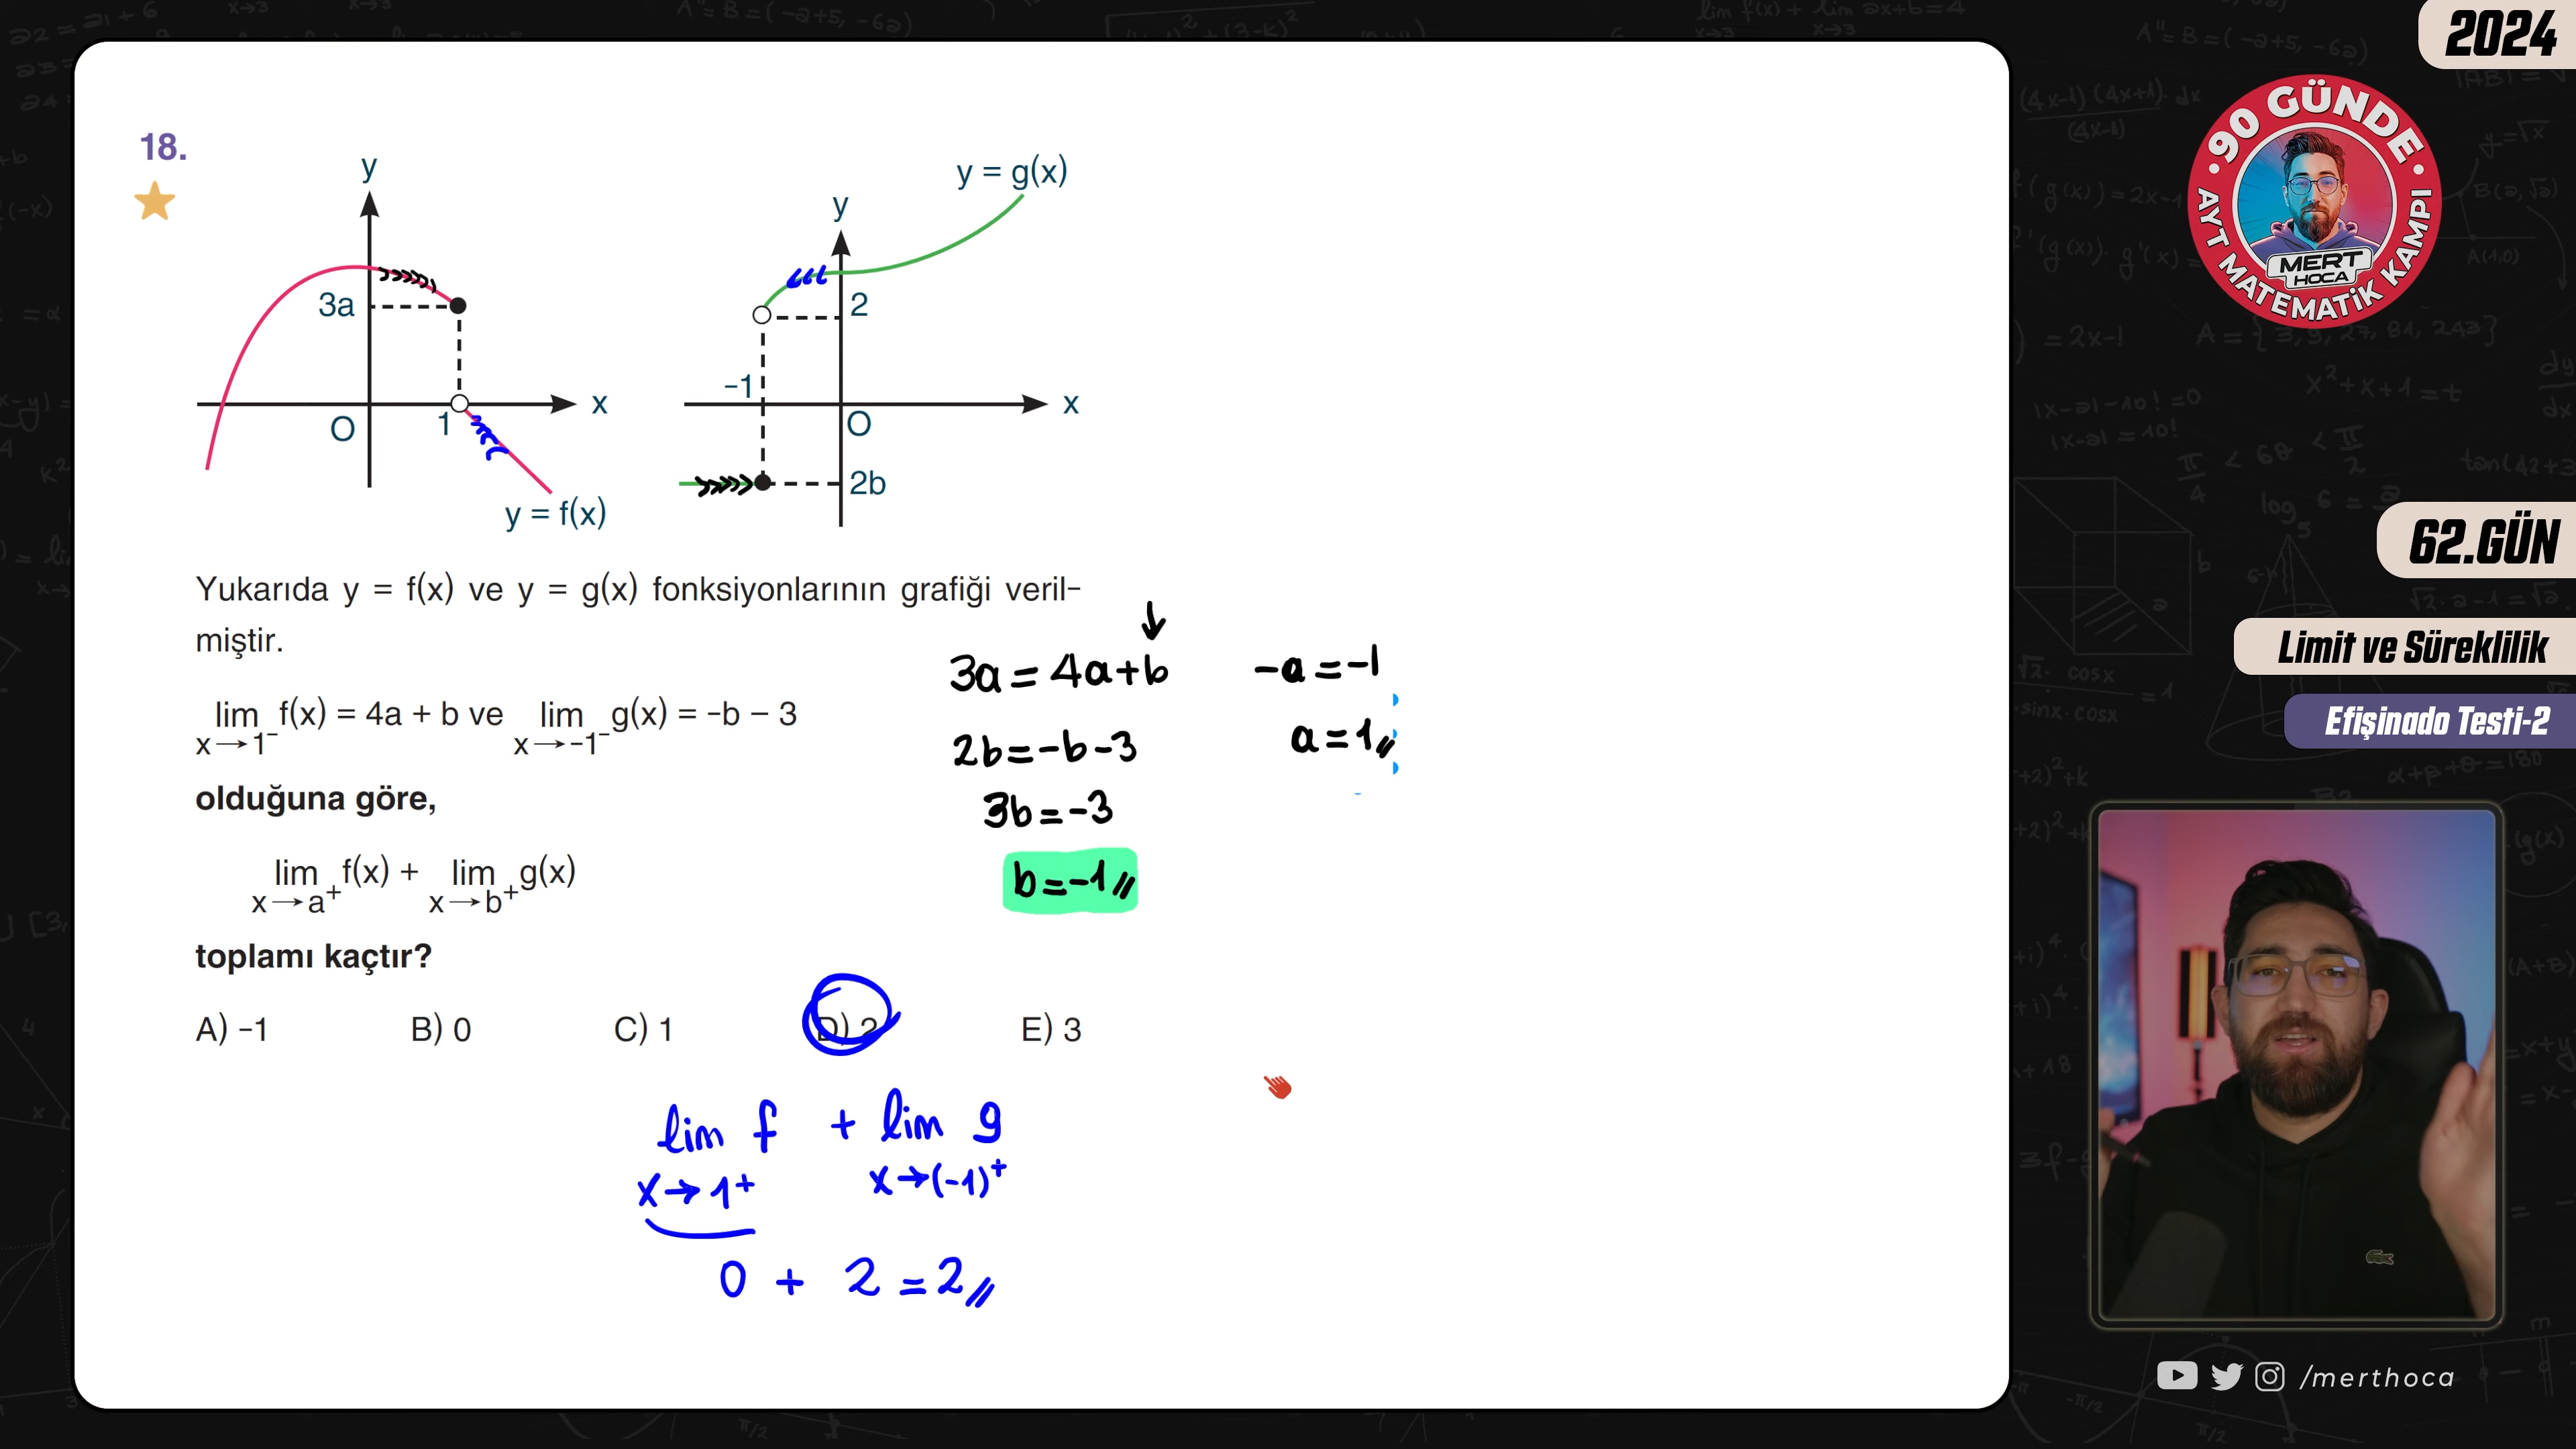 2024
90 GÜNDE
AYT MATEMATİK KAMPI
MERT
HOCA
18.
y
y = g(x)
y
3a
2
-1
x
x
O
1
O
2b
y = f(x)
62.GÜN
Yukarıda y = f(x) ve y = g(x) fonksiyonlarının grafiği veril-
miştir.
3a = 4a+b
-a = -1
Limit ve Süreklilik
lim f(x) = 4a + b ve lim g(x) = -b - 3
x→1⁻ x→-1⁻
2b = -b-3
a = 1
Efişinado Testi-2
olduğuna göre,
3b = -3
lim f(x) + lim g(x)
x→a⁺ x→b⁺
b = -1
toplamı kaçtır?
A) -1 B) 0 C) 1 D) 2 E) 3
lim f + lim g
x→1⁺ x→(-1)⁺
0 + 2 = 2
/merthoca